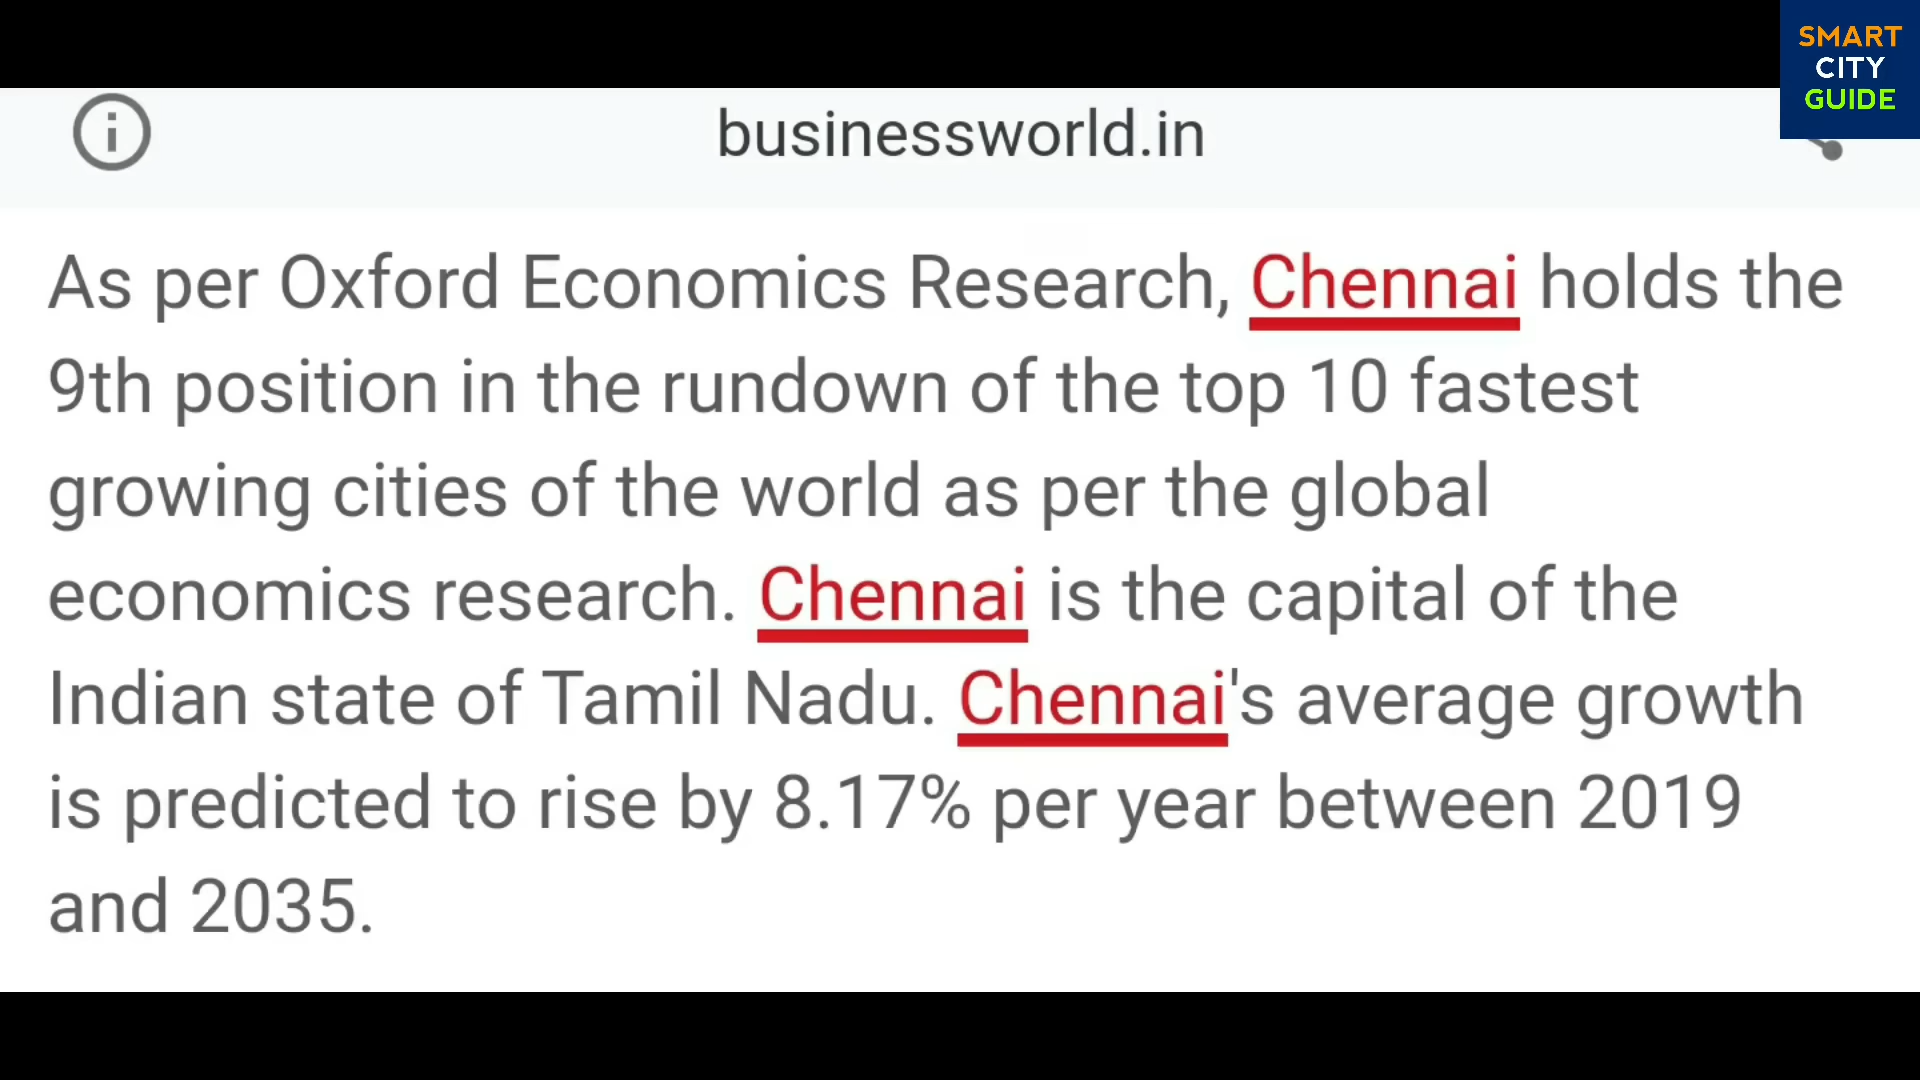 SMART
CITY
GUIDE
businessworld.in
As per Oxford Economics Research, Chennai holds the
9th position in the rundown of the top 10 fastest
growing cities of the world as per the global
economics research. Chennai is the capital of the
Indian state of Tamil Nadu. Chennai's average growth
is predicted to rise by 8.17% per year between 2019
and 2035.